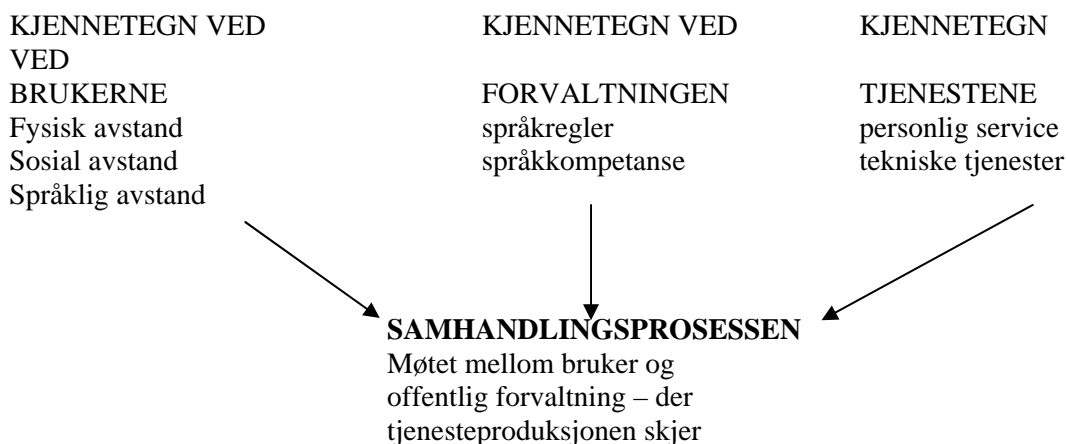 KJENNETEGN VED KJENNETEGN VED KJENNETEGN
VED
BRUKERNE FORVALTNINGEN TJENESTENE
Fysisk avstand språkregler personlig service
Sosial avstand språkkompetanse tekniske tjenester
Språklig avstand
SAMHANDLINGSPROSESSEN
Møtet mellom bruker og
offentlig forvaltning – der
tjenesteproduksjonen skjer